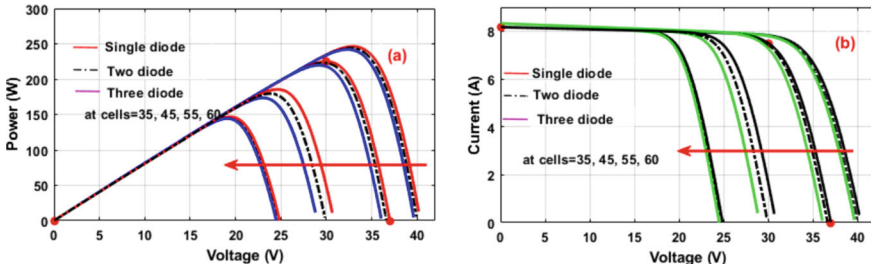 300
250
200
150
100
50
0
Power (W)
Single diode
Two diode
Three diode
at cells=35, 45, 55, 60
(a)
0 5 10 15 20 25 30 35 40
Voltage (V)
8
6
4
2
0
Current (A)
(b)
Single diode
Two diode
Three diode
at cells=35, 45, 55, 60
0 5 10 15 20 25 30 35 40
Voltage (V)